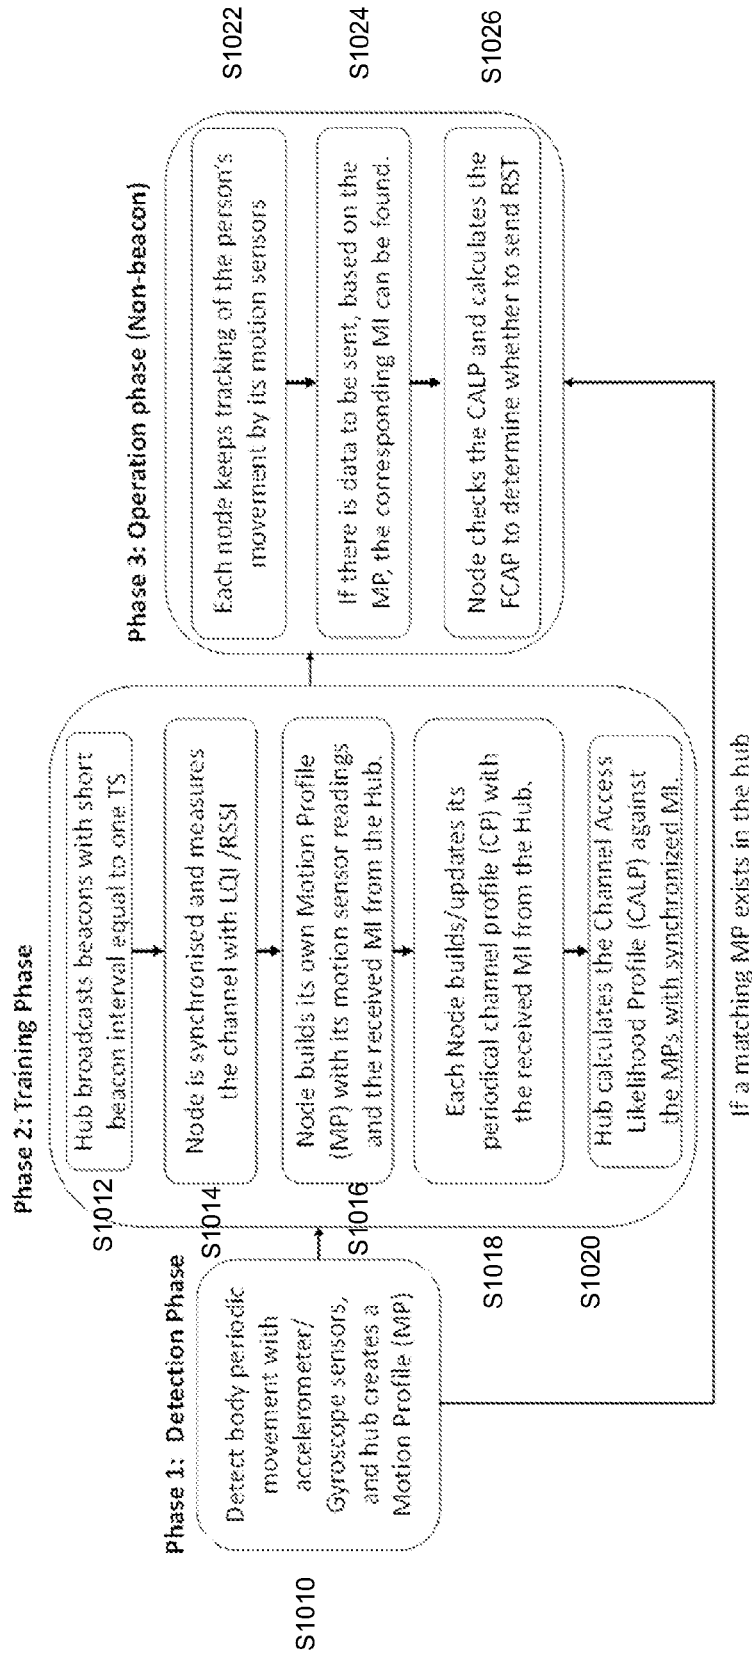 Phase 1: Detection Phase
S1010
Detect body periodic
movement with
accelerometer/
Gyroscope sensors,
and hub creates a
Motion Profile (MP)
Phase 2: Training Phase
S1012
Hub broadcasts beacons with short
beacon interval equal to one TS
S1014
Node is synchronised and measures
the channel with LQI/RSSI
S1016
Node builds its own Motion Profile
(MP) with its motion sensor readings
and the received MI from the Hub.
S1018
Each Node builds/updates its
periodical channel profile (CP) with
the received MI from the Hub.
S1020
Hub calculates the Channel Access
Likelihood Profile (CALP) against
the MPs with synchronized MI.
Phase 3: Operation phase (Non-beacon)
Each node keeps tracking of the person's
movement by its motion sensors
S1022
If there is data to be sent, based on the
MP, the corresponding MI can be found.
S1024
Node checks the CALP and calculates the
FCAP to determine whether to send RST
S1026
If a matching MP exists in the hub